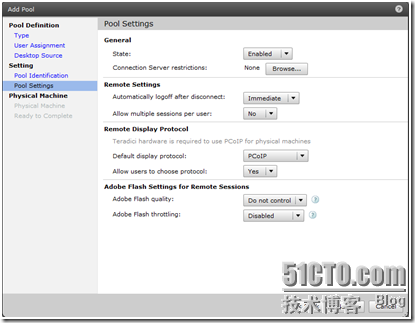 Add Pool
Pool Definition
Type
User Assignment
Desktop Source
Setting
Pool Identification
Pool Settings
Physical Machine
Physical Machine
Ready to Complete
Pool Settings
General
State: Enabled
Connection Server restrictions: None Browse...
Remote Settings
Automatically logoff after disconnect: Immediate
Allow multiple sessions per user: No
Remote Display Protocol
Teradici hardware is required to use PCoIP for physical machines
Default display protocol: PCoIP
Allow users to choose protocol: Yes
Adobe Flash Settings for Remote Sessions
Adobe Flash quality: Do not control
Adobe Flash throttling: Disabled
51CTO.com
技术博客 Blog
Cancel